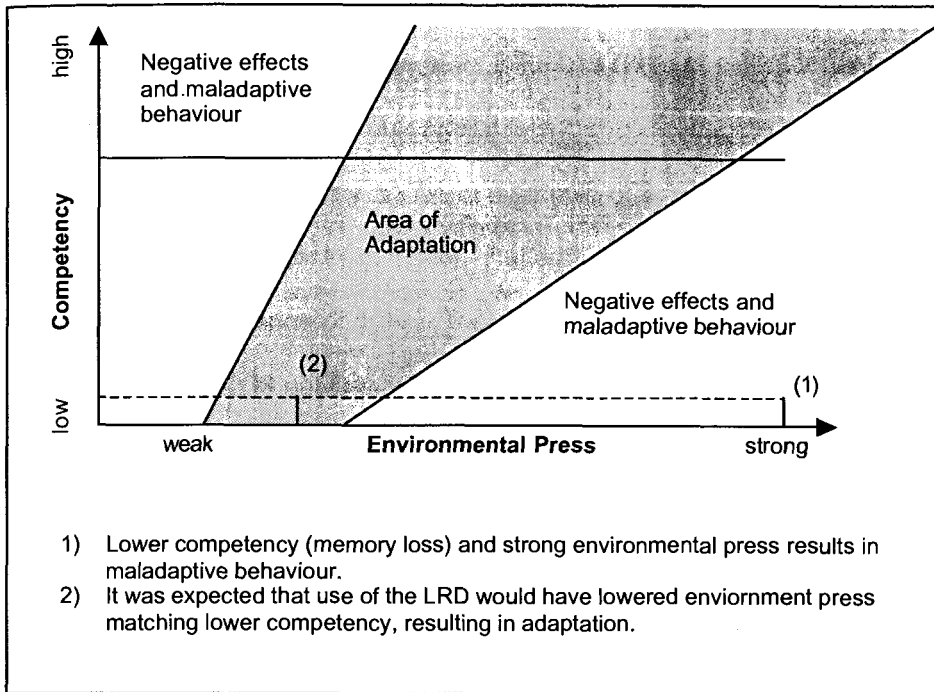 high
Negative effects
and.maladaptive
behaviour
Competency
Area of
Adaptation
Negative effects and
maladaptive behaviour
(2)
(1)
low
weak
Environmental Press
strong
1) Lower competency (memory loss) and strong environmental press results in
maladaptive behaviour.
2) It was expected that use of the LRD would have lowered enviornment press
matching lower competency, resulting in adaptation.